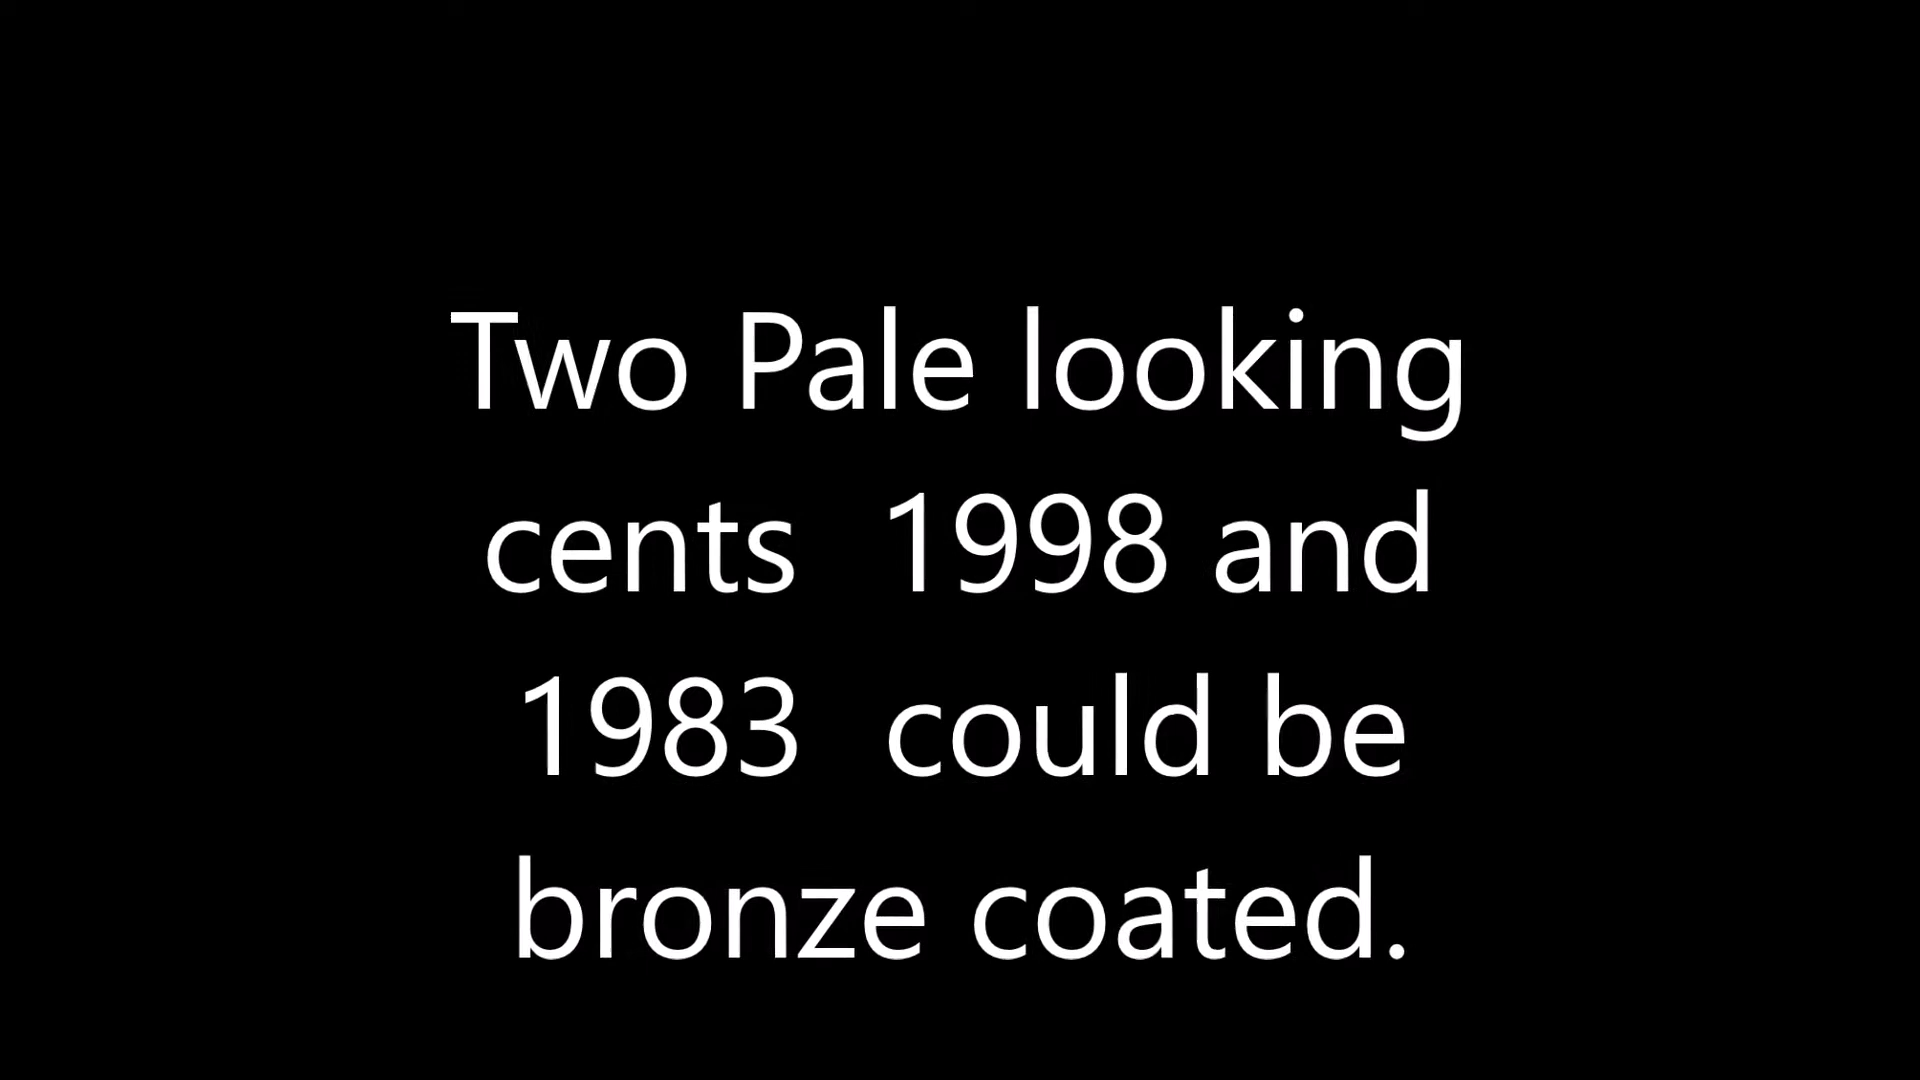 Two Pale looking
cents  1998 and
1983  could be
bronze coated.